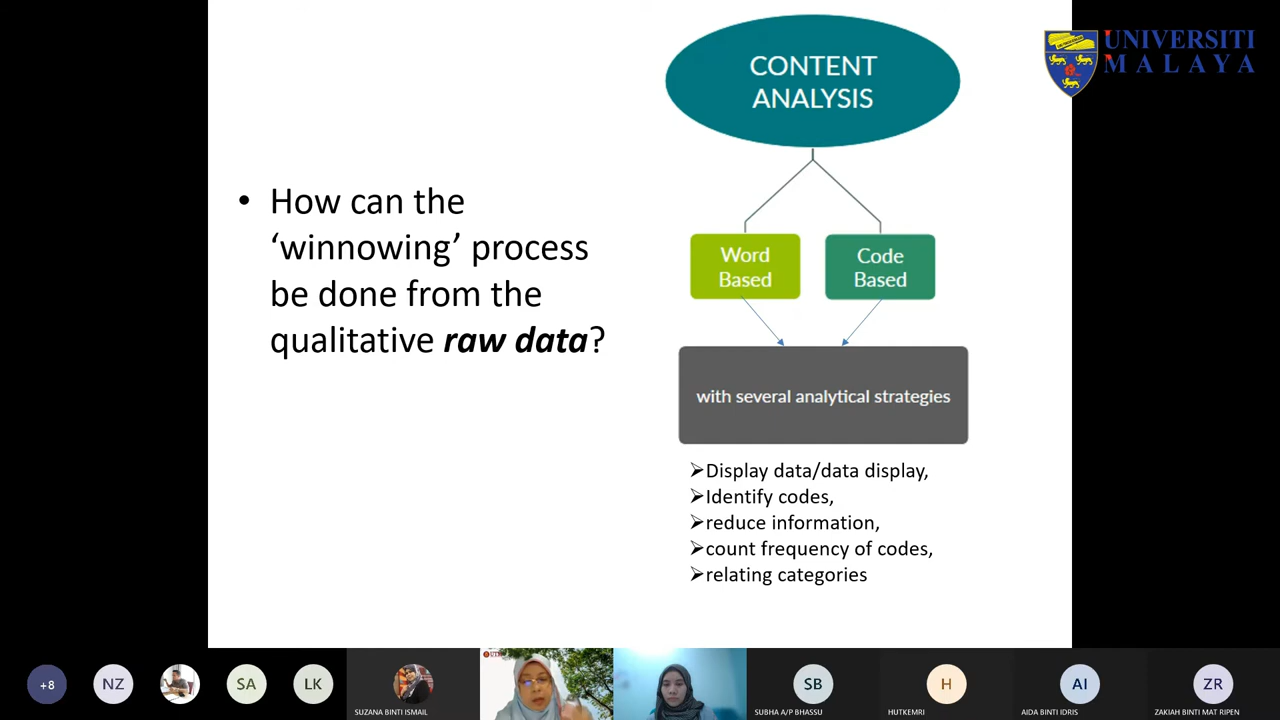 UNIVERSITI
MALAYA
CONTENT
ANALYSIS
• How can the
‘winnowing’ process
be done from the
qualitative raw data?
Word
Based
Code
Based
with several analytical strategies
➢Display data/data display,
➢Identify codes,
➢reduce information,
➢count frequency of codes,
➢relating categories
+8
NZ
SA
LK
SUZANA BINTI ISMAIL
SB
SUBHA A/P BHASSU
H
HUTKEMRI
AI
AIDA BINTI IDRIS
ZR
ZAKIAH BINTI MAT RIPEN